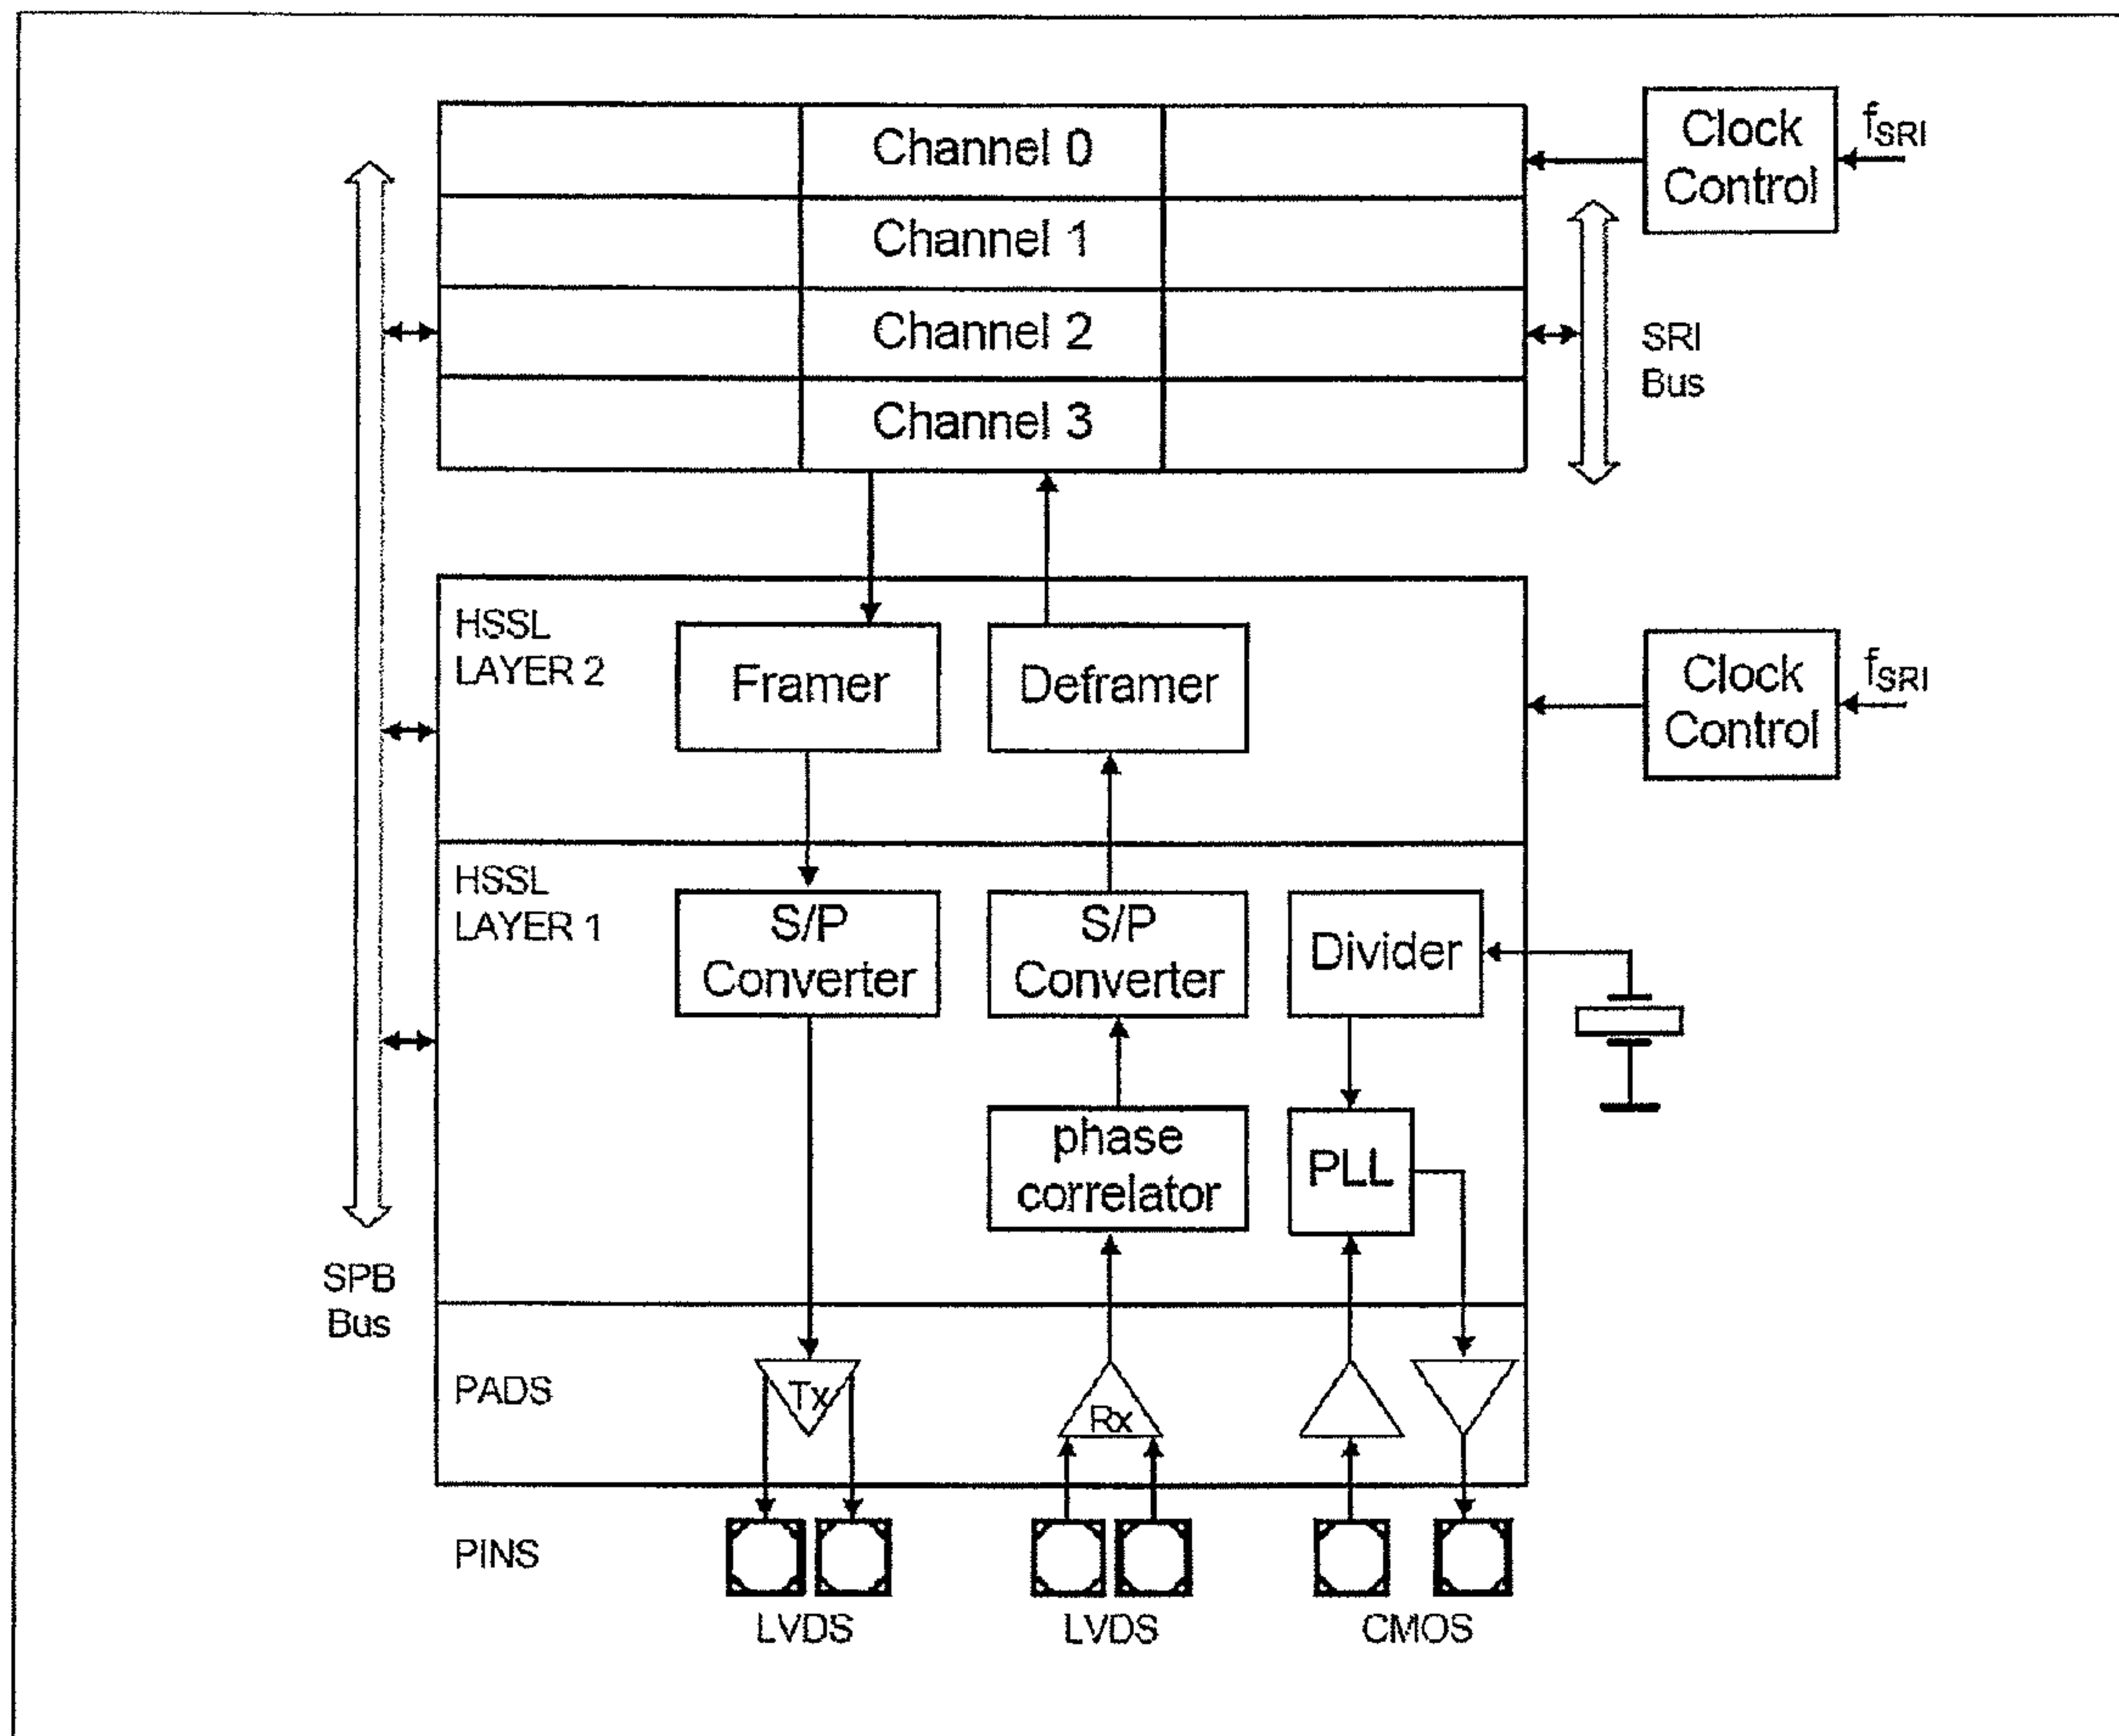 Channel 0
Clock
Control
fSRI
Channel 1
Channel 2
SRI
Bus
Channel 3
HSSL
LAYER 2
Framer
Deframer
Clock
Control
fSRI
HSSL
LAYER 1
S/P
Converter
S/P
Converter
Divider
phase
correlator
PLL
SPB
Bus
PADS
Tx
Rx
PINS
LVDS
LVDS
CMOS